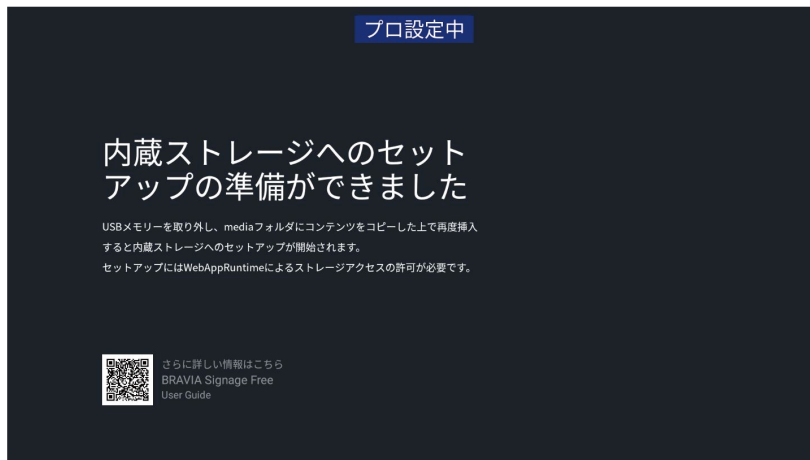 プロ設定中
内蔵ストレージへのセット
アップの準備ができました
USBメモリーを取り外し、mediaフォルダにコンテンツをコピーした上で再度挿入
すると内蔵ストレージへのセットアップが開始されます。
セットアップにはWebAppRuntimeによるストレージアクセスの許可が必要です。
さらに詳しい情報はこちら
BRAVIA Signage Free
User Guide